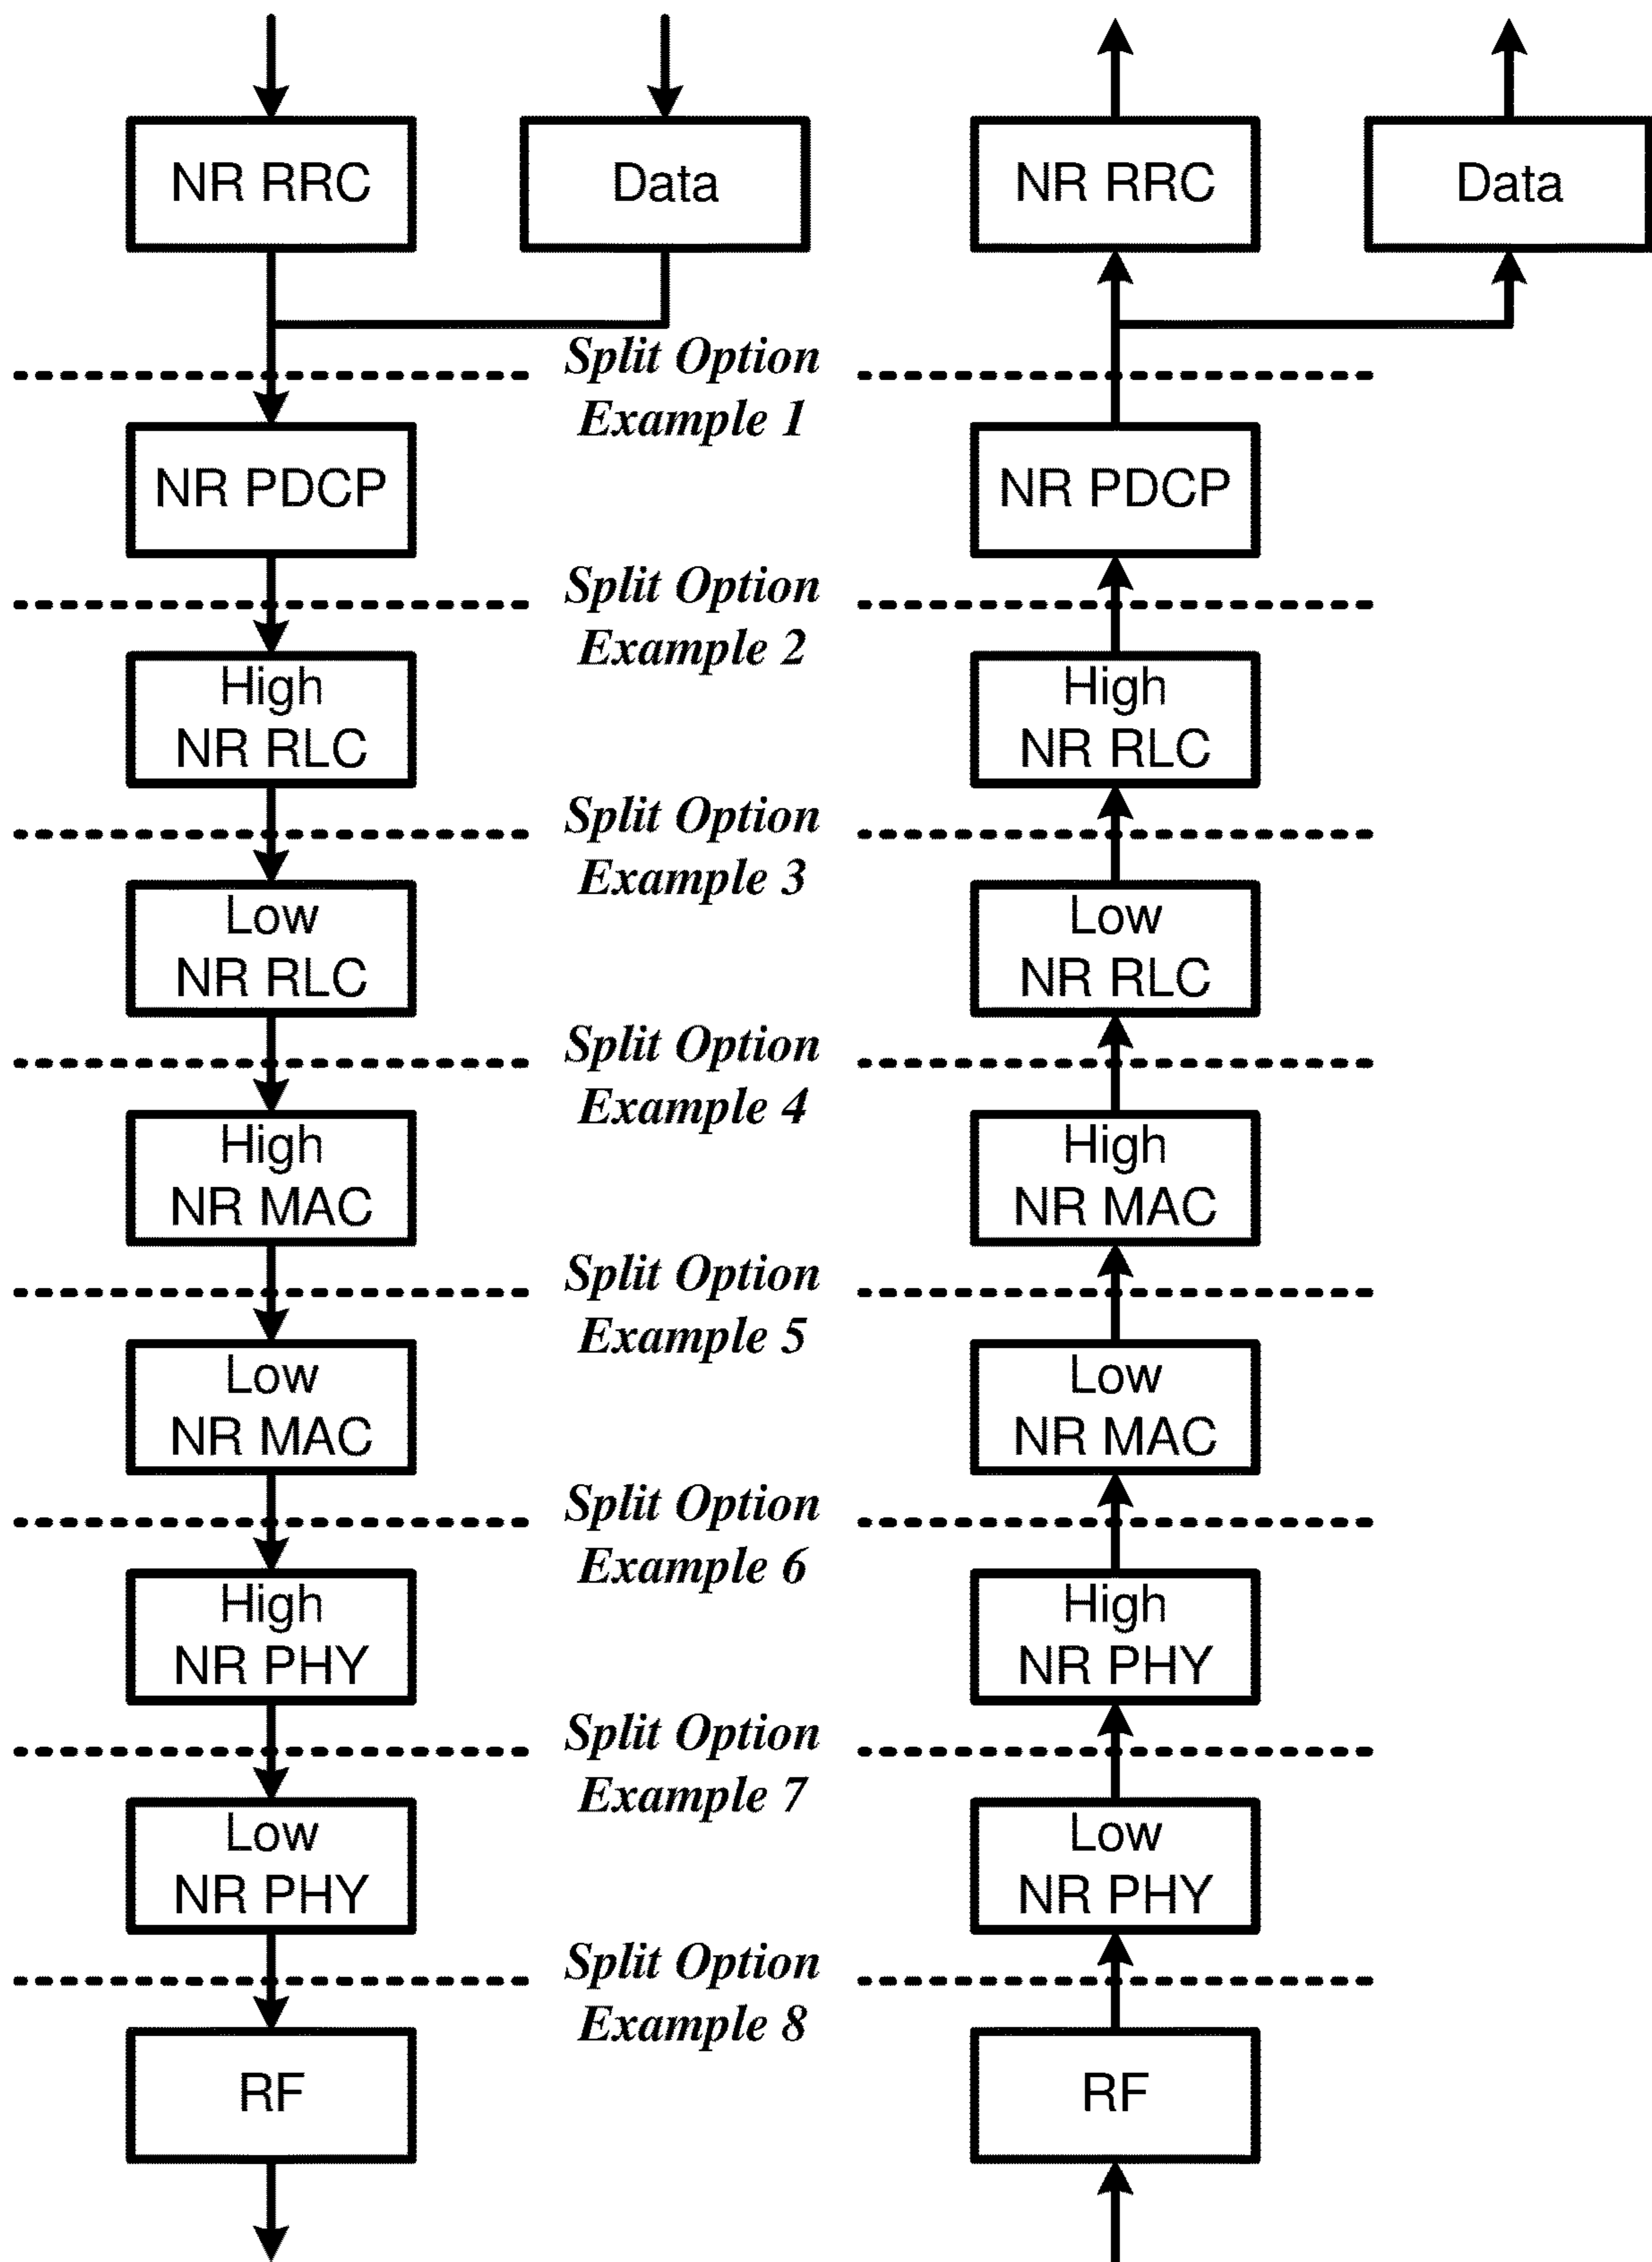 NR RRC
Data
NR RRC
Data
Split Option
Example 1
NR PDCP
NR PDCP
Split Option
Example 2
High
NR RLC
High
NR RLC
Split Option
Example 3
Low
NR RLC
Low
NR RLC
Split Option
Example 4
High
NR MAC
High
NR MAC
Split Option
Example 5
Low
NR MAC
Low
NR MAC
Split Option
Example 6
High
NR PHY
High
NR PHY
Split Option
Example 7
Low
NR PHY
Low
NR PHY
Split Option
Example 8
RF
RF